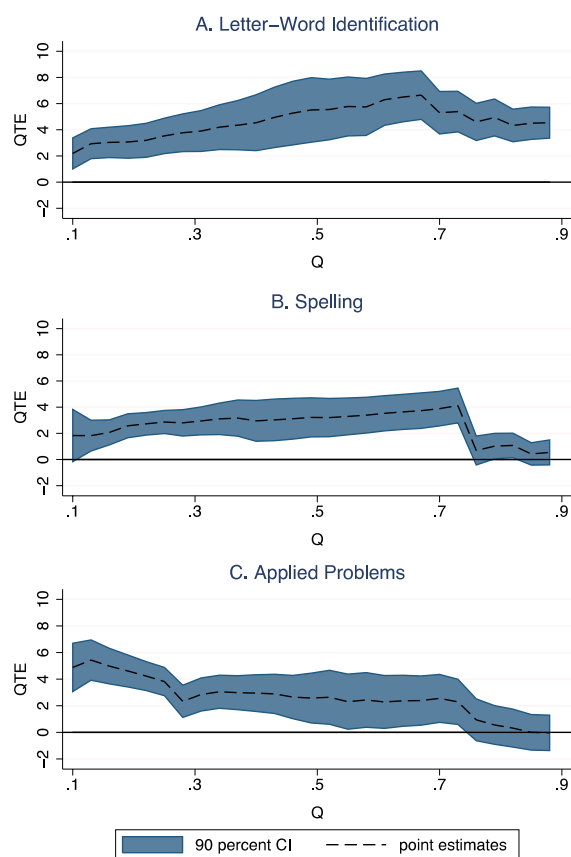 A. Letter−Word Identification
10
8
6
4
2
0
−2
QTE
.1 .3 .5 .7 .9
Q
B. Spelling
10
8
6
4
2
0
−2
QTE
.1 .3 .5 .7 .9
Q
C. Applied Problems
10
8
6
4
2
0
−2
QTE
.1 .3 .5 .7 .9
Q
90 percent CI point estimates